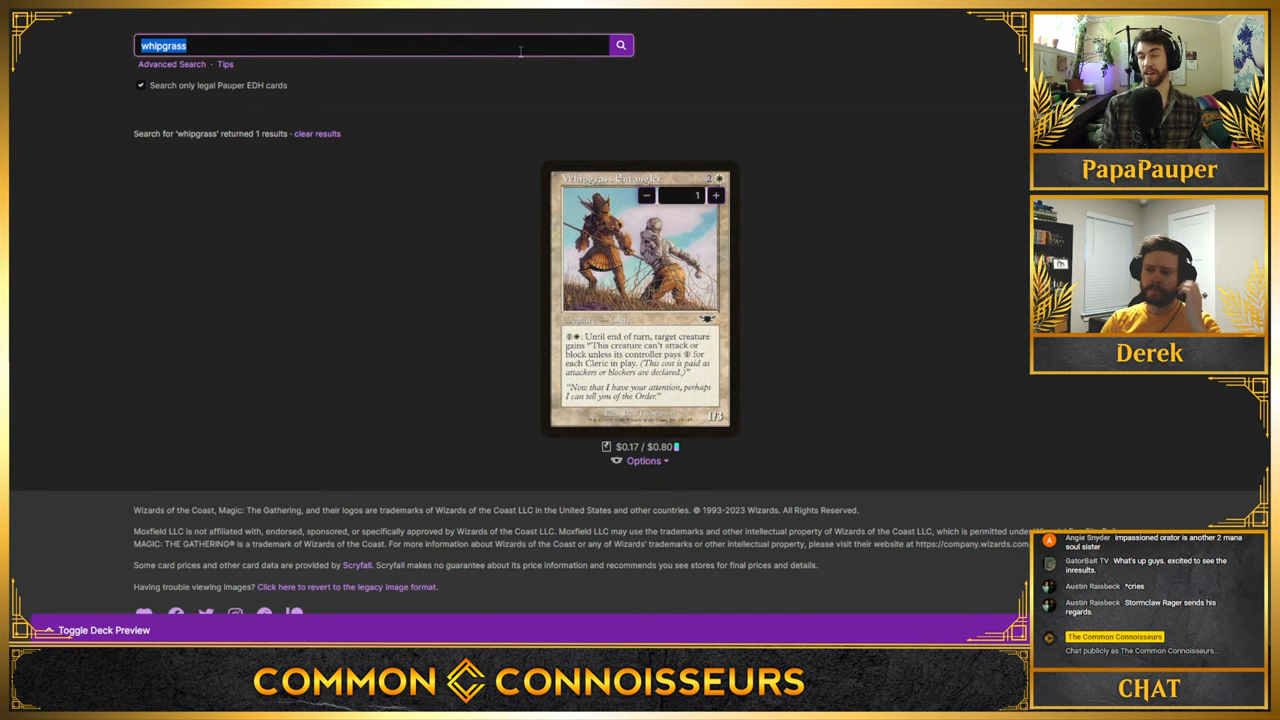 whipgrass
Advanced Search · Tips
Search only legal Pauper EDH cards
Search for 'whipgrass' returned 1 results · clear results
Whipgrass Entangler 2
1
: Until end of turn, target creature
gains "This creature can't attack or
block unless its controller pays 1 for
each Cleric in play. (This cost is paid as
attackers or blockers are declared.)"
"Now that I have your attention, perhaps
I can tell you of the Order."
1/3
$0.17 / $0.80
Options
Wizards of the Coast, Magic: The Gathering, and their logos are trademarks of Wizards of the Coast LLC in the United States and other countries. © 1993-2023 Wizards. All Rights Reserved.
Moxfield LLC is not affiliated with, endorsed, sponsored, or specifically approved by Wizards of the Coast LLC. Moxfield LLC may use the trademarks and other intellectual property of Wizards of the Coast LLC, which is permitted under
MAGIC: THE GATHERING® is a trademark of Wizards of the Coast. For more information about Wizards of the Coast or any of Wizards' trademarks or other intellectual property, please visit their website at https://company.wizards.com
Some card prices and other card data are provided by Scryfall. Scryfall makes no guarantee about its price information and recommends you see stores for final prices and details.
Having trouble viewing images? Click here to revert to the legacy image format.
Toggle Deck Preview
COMMON CONNOISSEURS
PapaPauper
Derek
Angie Snyder impassioned orator is another 2 mana
soul sister
GatorBait TV What's up guys. excited to see the
inresults.
Austin Raisbeck *cries
Austin Raisbeck Stormclaw Rager sends his
regards.
The Common Connoisseurs
Chat publicly as The Common Connoisseurs...
CHAT